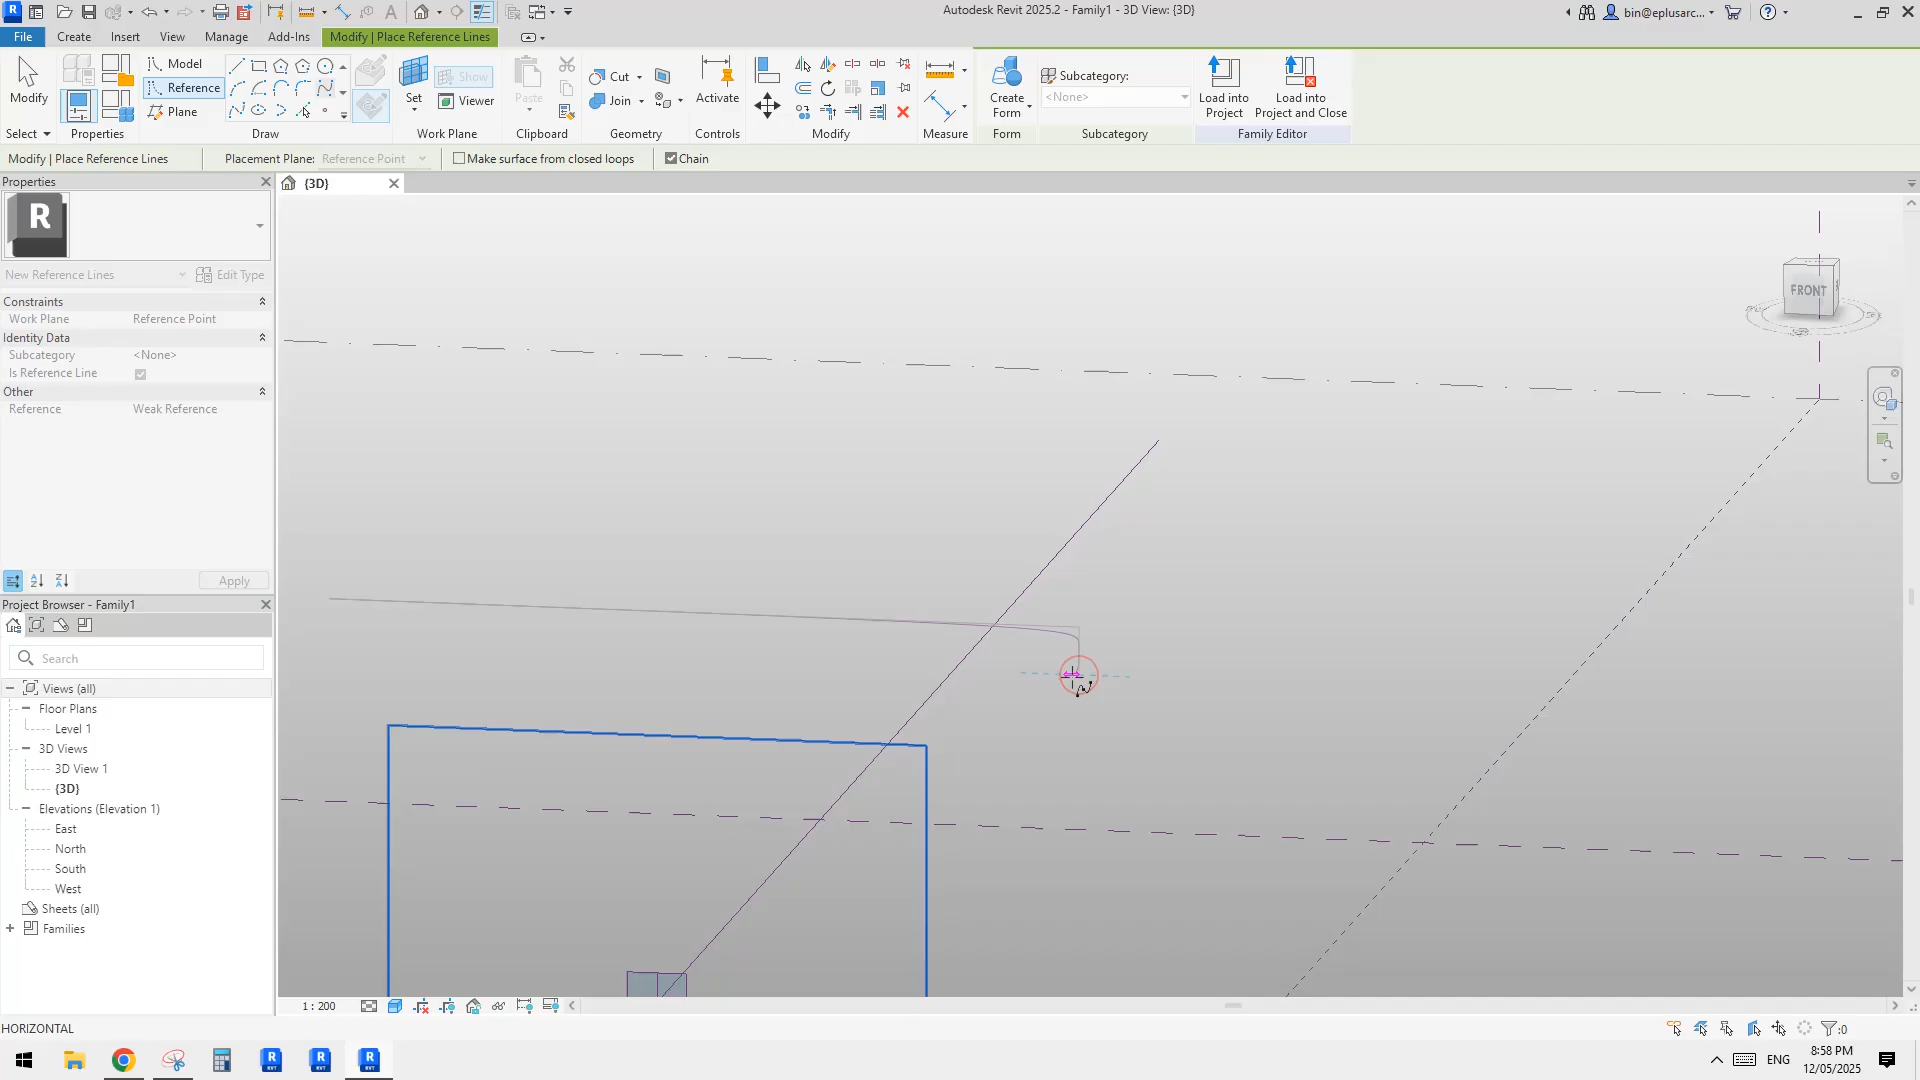 Autodesk Revit 2025.2 - Family1 - 3D View: {3D}
bin@eplusarc...
File
Create
Insert
View
Manage
Add-Ins
Modify | Place Reference Lines
Modify
Select
Properties
Model
Reference
Plane
Draw
Set
Show
Viewer
Work Plane
Paste
Clipboard
Cut
Join
Geometry
Activate
Controls
Modify
Measure
Create
Form
Form
Subcategory:
<None>
Subcategory
Load into
Project
Load into
Project and Close
Family Editor
Modify | Place Reference Lines
Placement Plane:
Reference Point
Make surface from closed loops
Chain
Properties
{3D}
R
New Reference Lines
Edit Type
Constraints
Work Plane
Reference Point
Identity Data
Subcategory
<None>
Is Reference Line
Other
Reference
Weak Reference
Apply
Project Browser - Family1
Search
Views (all)
Floor Plans
Level 1
3D Views
3D View 1
{3D}
Elevations (Elevation 1)
East
North
South
West
Sheets (all)
Families
FRONT
1 : 200
HORIZONTAL
:0
ENG
8:58 PM
12/05/2025